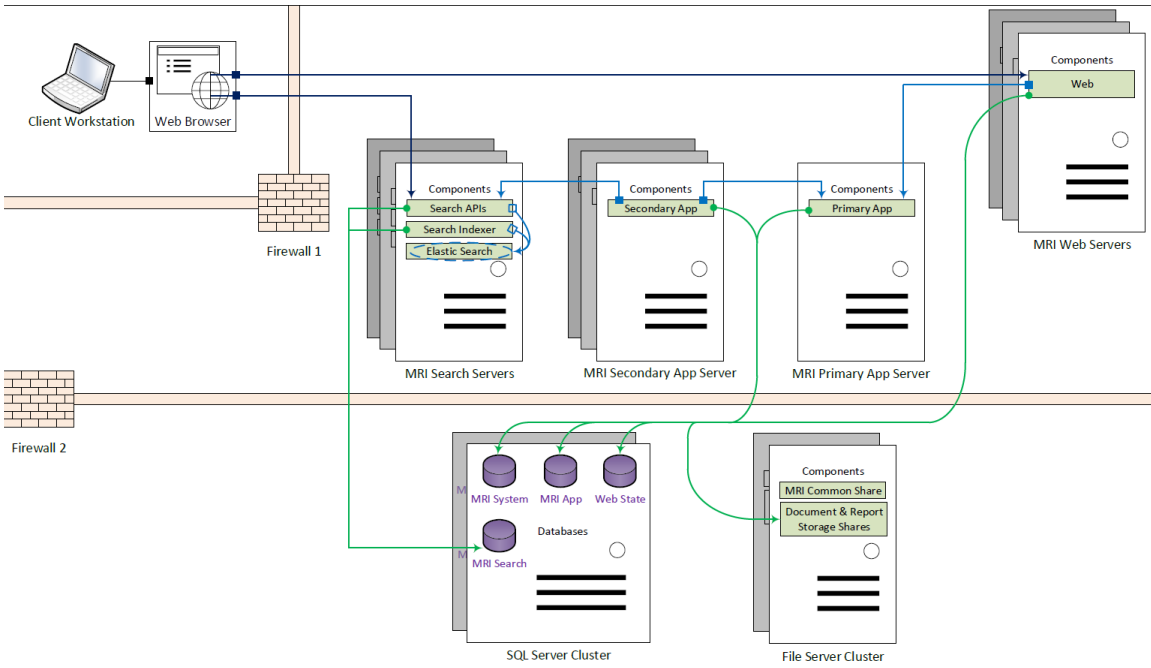 Client Workstation
Web Browser
Components
Web
MRI Web Servers
Firewall 1
Components
Search APIs
Search Indexer
Elastic Search
MRI Search Servers
Components
Secondary App
MRI Secondary App Server
Components
Primary App
MRI Primary App Server
Firewall 2
MRI System
MRI App
Web State
Databases
MRI Search
M
M
SQL Server Cluster
Components
MRI Common Share
Document & Report
Storage Shares
File Server Cluster